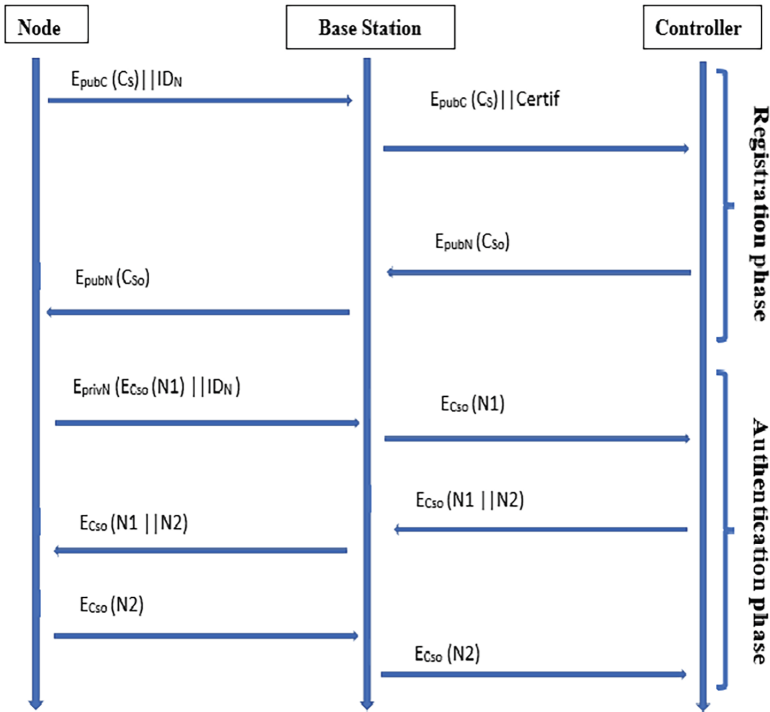 Node Base Station Controller
EpubC (CS)||IDN
EpubC (CS)||Certif
EpubN (CSo)
EpubN (CSo)
Registration phase
EprivN (ECso (N1) ||IDN )
ECso (N1)
ECso (N1 ||N2)
ECso (N1 ||N2)
ECso (N2)
ECso (N2)
Authentication phase